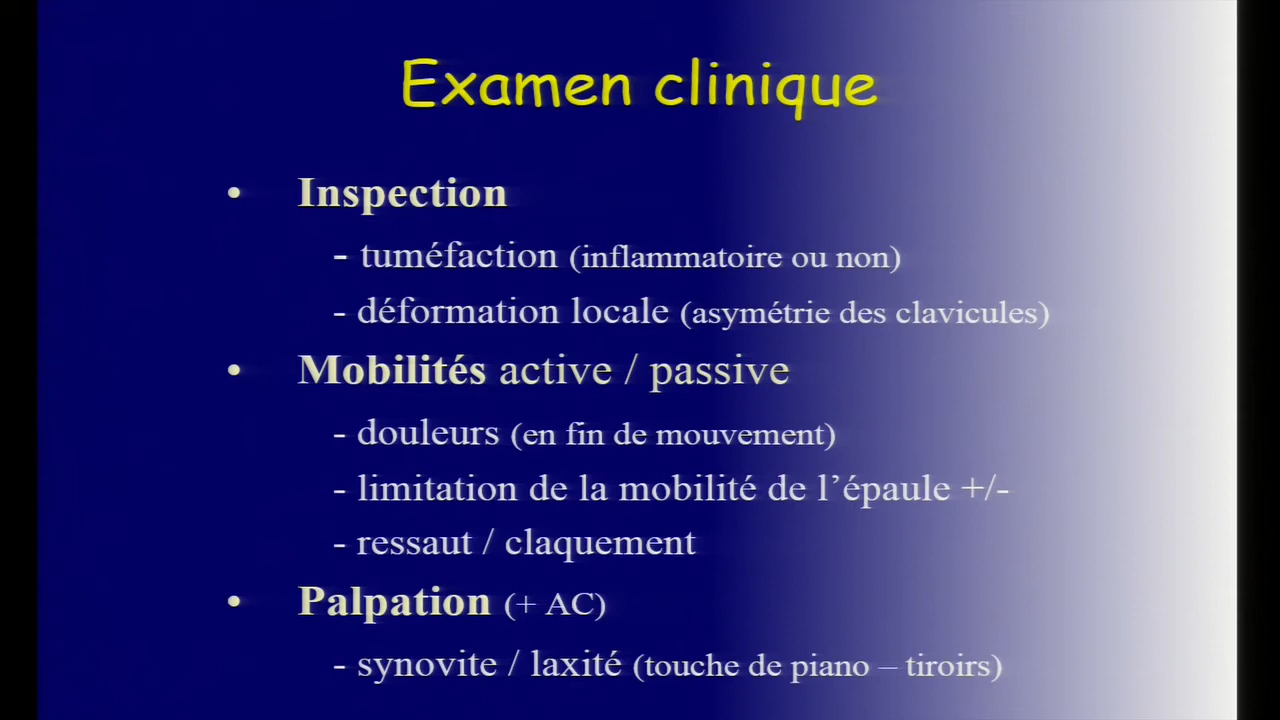 Examen clinique
• Inspection
- tuméfaction (inflammatoire ou non)
- déformation locale (asymétrie des clavicules)
• Mobilités active / passive
- douleurs (en fin de mouvement)
- limitation de la mobilité de l’épaule +/-
- ressaut / claquement
• Palpation (+ AC)
- synovite / laxité (touche de piano – tiroirs)